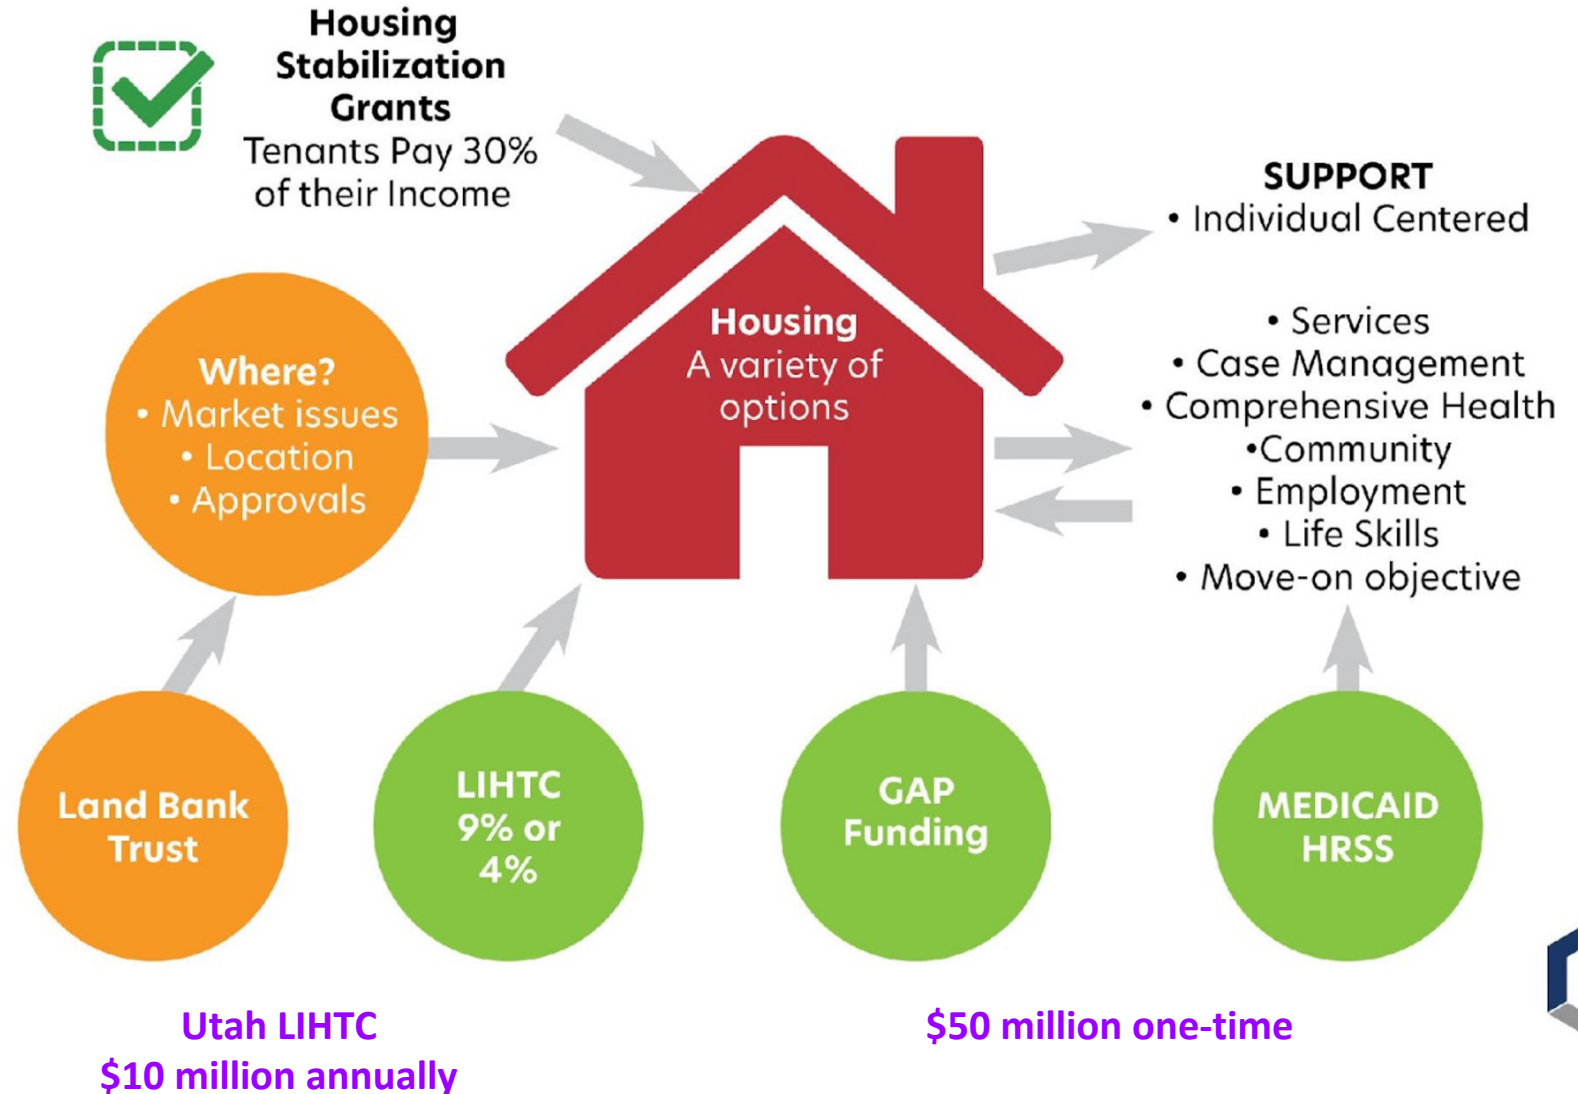 Housing
Stabilization
Grants
Tenants Pay 30%
of their Income
SUPPORT
• Individual Centered
• Services
• Case Management
• Comprehensive Health
•Community
• Employment
• Life Skills
• Move-on objective
Housing
A variety of
options
Where?
• Market issues
• Location
• Approvals
Land Bank
Trust
LIHTC
9% or
4%
GAP
Funding
MEDICAID
HRSS
Utah LIHTC
$10 million annually
$50 million one-time